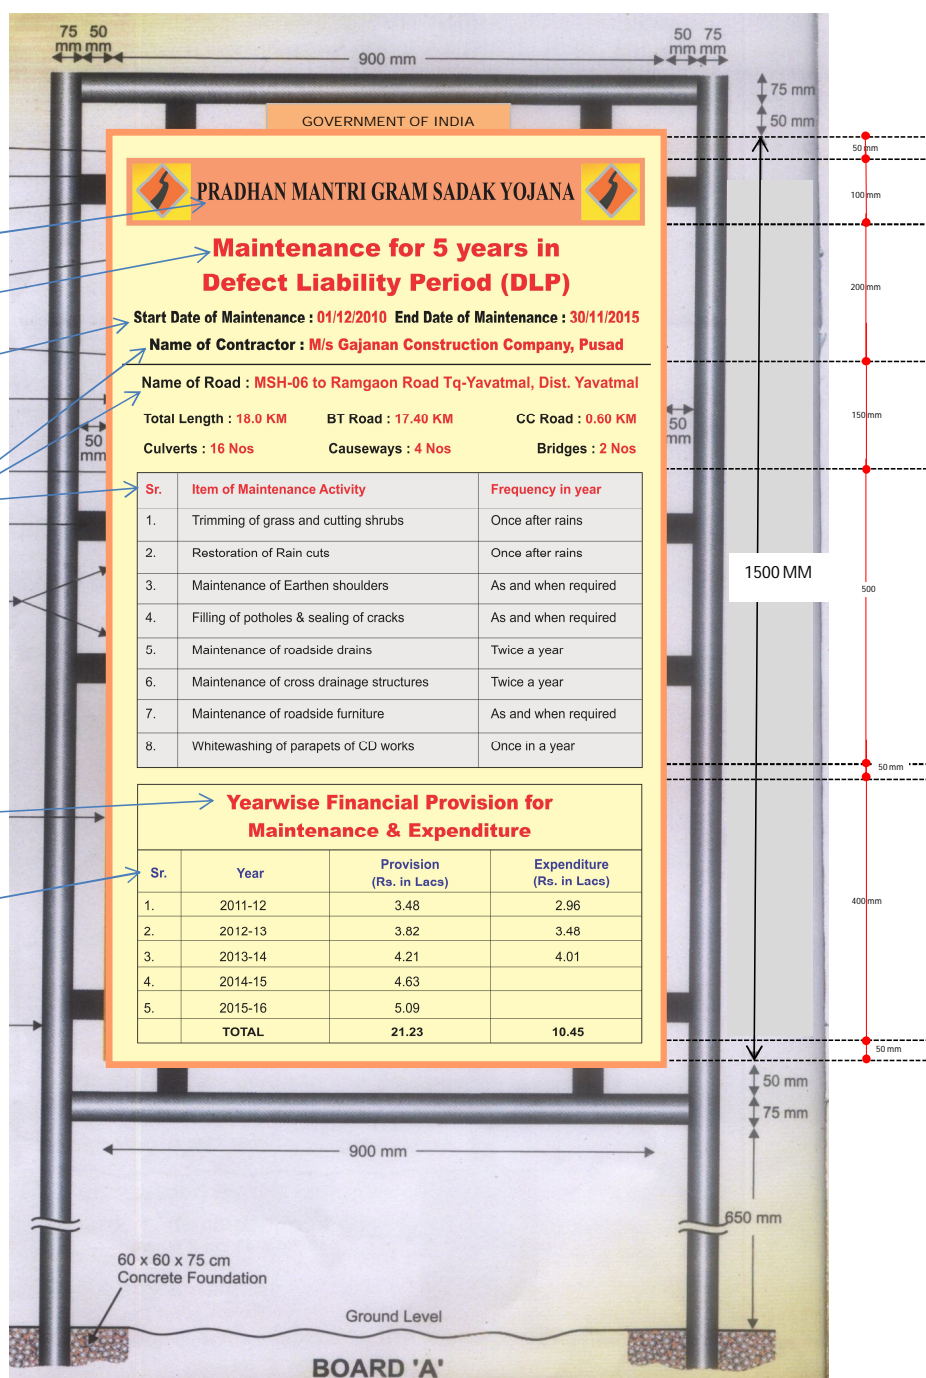 75 50
mm mm
900 mm
50 75
mm mm
75 mm
50 mm
GOVERNMENT OF INDIA
50 mm
PRADHAN MANTRI GRAM SADAK YOJANA
100 mm
Maintenance for 5 years in
Defect Liability Period (DLP)
200 mm
Start Date of Maintenance : 01/12/2010 End Date of Maintenance : 30/11/2015
Name of Contractor : M/s Gajanan Construction Company, Pusad
Name of Road : MSH-06 to Ramgaon Road Tq-Yavatmal, Dist. Yavatmal
Total Length : 18.0 KM BT Road : 17.40 KM CC Road : 0.60 KM
150 mm
Culverts : 16 Nos Causeways : 4 Nos Bridges : 2 Nos
50
mm
50
mm
Sr. Item of Maintenance Activity Frequency in year
1. Trimming of grass and cutting shrubs Once after rains
2. Restoration of Rain cuts Once after rains
3. Maintenance of Earthen shoulders As and when required
4. Filling of potholes & sealing of cracks As and when required
5. Maintenance of roadside drains Twice a year
6. Maintenance of cross drainage structures Twice a year
7. Maintenance of roadside furniture As and when required
8. Whitewashing of parapets of CD works Once in a year
1500 MM
500
50 mm
Yearwise Financial Provision for
Maintenance & Expenditure
Sr. Year Provision (Rs. in Lacs) Expenditure (Rs. in Lacs)
1. 2011-12 3.48 2.96
2. 2012-13 3.82 3.48
3. 2013-14 4.21 4.01
4. 2014-15 4.63
5. 2015-16 5.09
TOTAL 21.23 10.45
400 mm
50 mm
50 mm
75 mm
900 mm
650 mm
60 x 60 x 75 cm
Concrete Foundation
Ground Level
BOARD 'A'